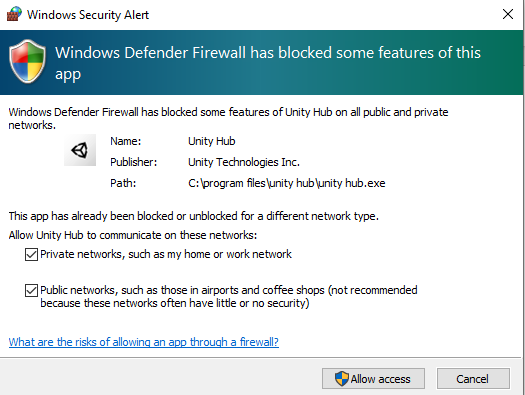 Windows Security Alert
Windows Defender Firewall has blocked some features of this
app
Windows Defender Firewall has blocked some features of Unity Hub on all public and private
networks.
Name: Unity Hub
Publisher: Unity Technologies Inc.
Path: C:\program files\unity hub\unity hub.exe
This app has already been blocked or unblocked for a different network type.
Allow Unity Hub to communicate on these networks:
Private networks, such as my home or work network
Public networks, such as those in airports and coffee shops (not recommended
because these networks often have little or no security)
What are the risks of allowing an app through a firewall?
Allow access Cancel